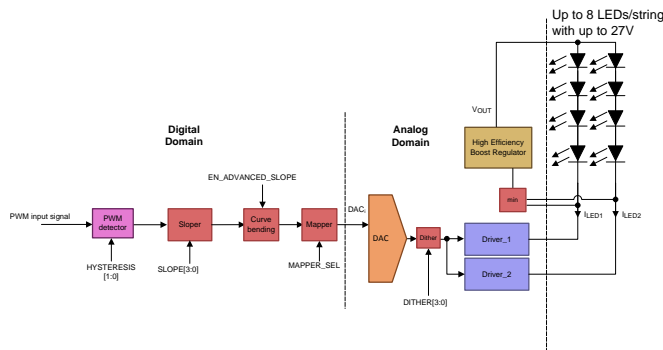 Up to 8 LEDs/string
with up to 27V
VOUT
Digital
Domain
Analog
Domain
High Efficiency
Boost Regulator
EN_ADVANCED_SLOPE
min
DAC,
ILED1
ILED2
PWM input signal
PWM
detector
Sloper
Curve
bending
Mapper
DAC
Dither
Driver_1
Driver_2
HYSTERESIS
[1:0]
SLOPE[3:0]
MAPPER_SEL
DITHER[3:0]